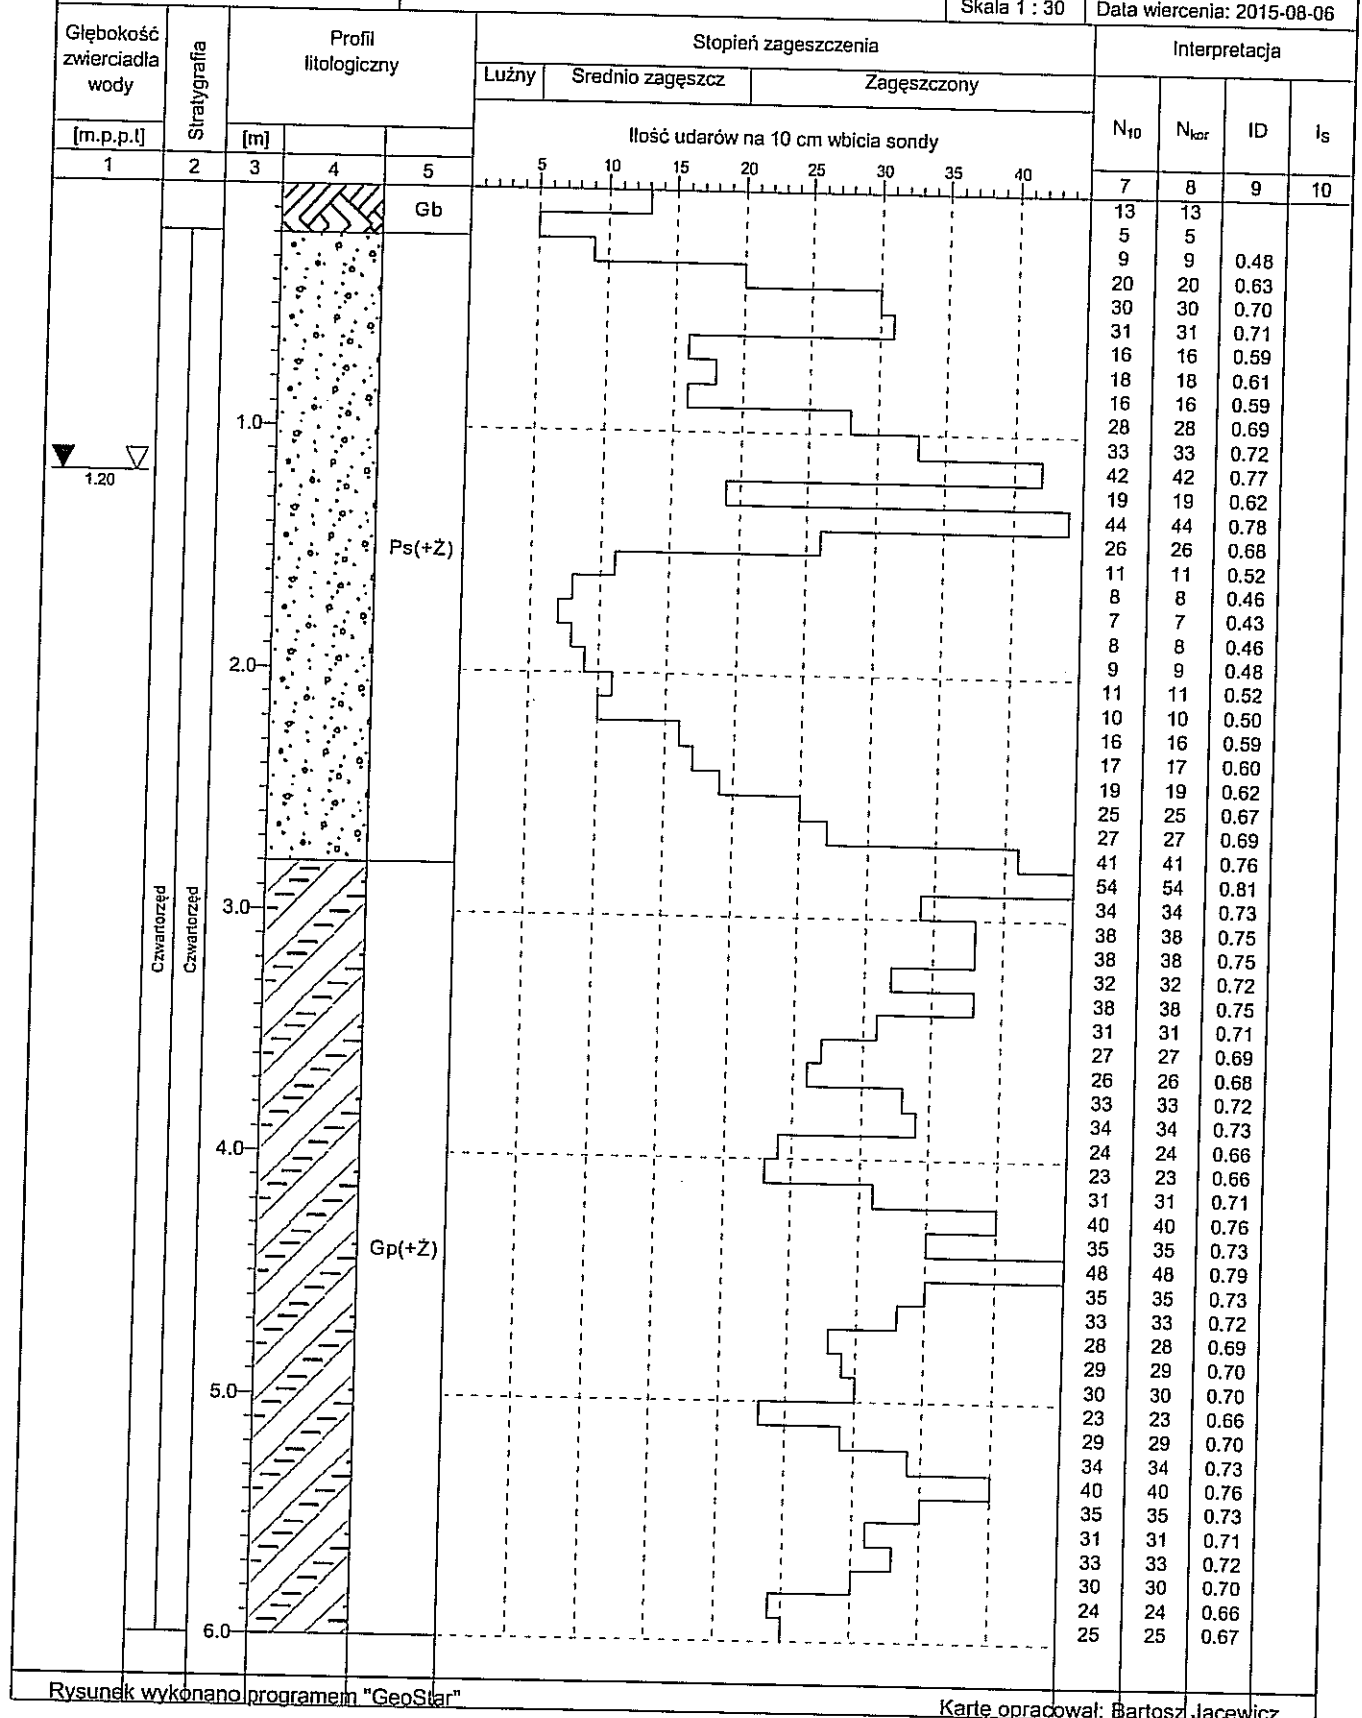 Skala 1 : 30 Data wiercenia: 2015-08-06
Głębokość zwierciadła wody
[m.p.p.t]
Stratygrafia
Profil litologiczny
[m]
Stopień zagęszczenia
Luźny Średnio zagęszcz Zagęszczony
Ilość udarów na 10 cm wbicia sondy
5 10 15 20 25 30 35 40
Interpretacja
N10 Nkor ID Is
1 2 3 4 5 7 8 9 10
Gb
13 13
5 5
9 9 0.48
20 20 0.63
30 30 0.70
31 31 0.71
16 16 0.59
18 18 0.61
16 16 0.59
1.0
28 28 0.69
33 33 0.72
1.20
42 42 0.77
19 19 0.62
44 44 0.78
Ps(+Ż)
26 26 0.68
11 11 0.52
8 8 0.46
7 7 0.43
8 8 0.46
2.0
9 9 0.48
11 11 0.52
10 10 0.50
16 16 0.59
17 17 0.60
19 19 0.62
25 25 0.67
27 27 0.69
41 41 0.76
54 54 0.81
Czwartorzęd Czwartorzęd
3.0
34 34 0.73
38 38 0.75
38 38 0.75
32 32 0.72
38 38 0.75
31 31 0.71
27 27 0.69
26 26 0.68
33 33 0.72
34 34 0.73
4.0
24 24 0.66
23 23 0.66
31 31 0.71
40 40 0.76
Gp(+Ż)
35 35 0.73
48 48 0.79
35 35 0.73
33 33 0.72
28 28 0.69
29 29 0.70
5.0
30 30 0.70
23 23 0.66
29 29 0.70
34 34 0.73
40 40 0.76
35 35 0.73
31 31 0.71
33 33 0.72
30 30 0.70
24 24 0.66
6.0
25 25 0.67
Rysunek wykonano programem "GeoStar"
Kartę opracował: Bartosz Jacewicz